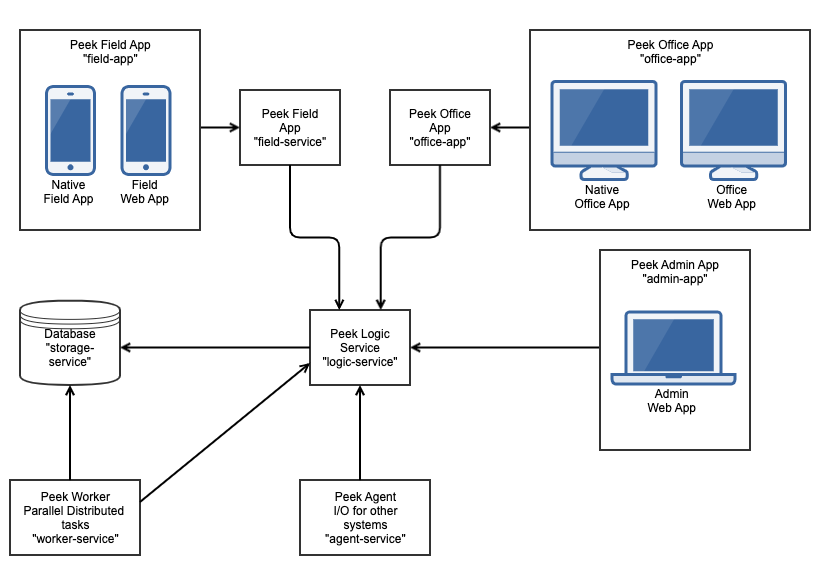 Peek Field App
"field-app"
Native
Field App
Field
Web App
Peek Field
App
"field-service"
Peek Office
App
"office-app"
Peek Office App
"office-app"
Native
Office App
Office
Web App
Peek Admin App
"admin-app"
Admin
Web App
Database
"storage-
service"
Peek Logic
Service
"logic-service"
Peek Worker
Parallel Distributed
tasks
"worker-service"
Peek Agent
I/O for other
systems
"agent-service"